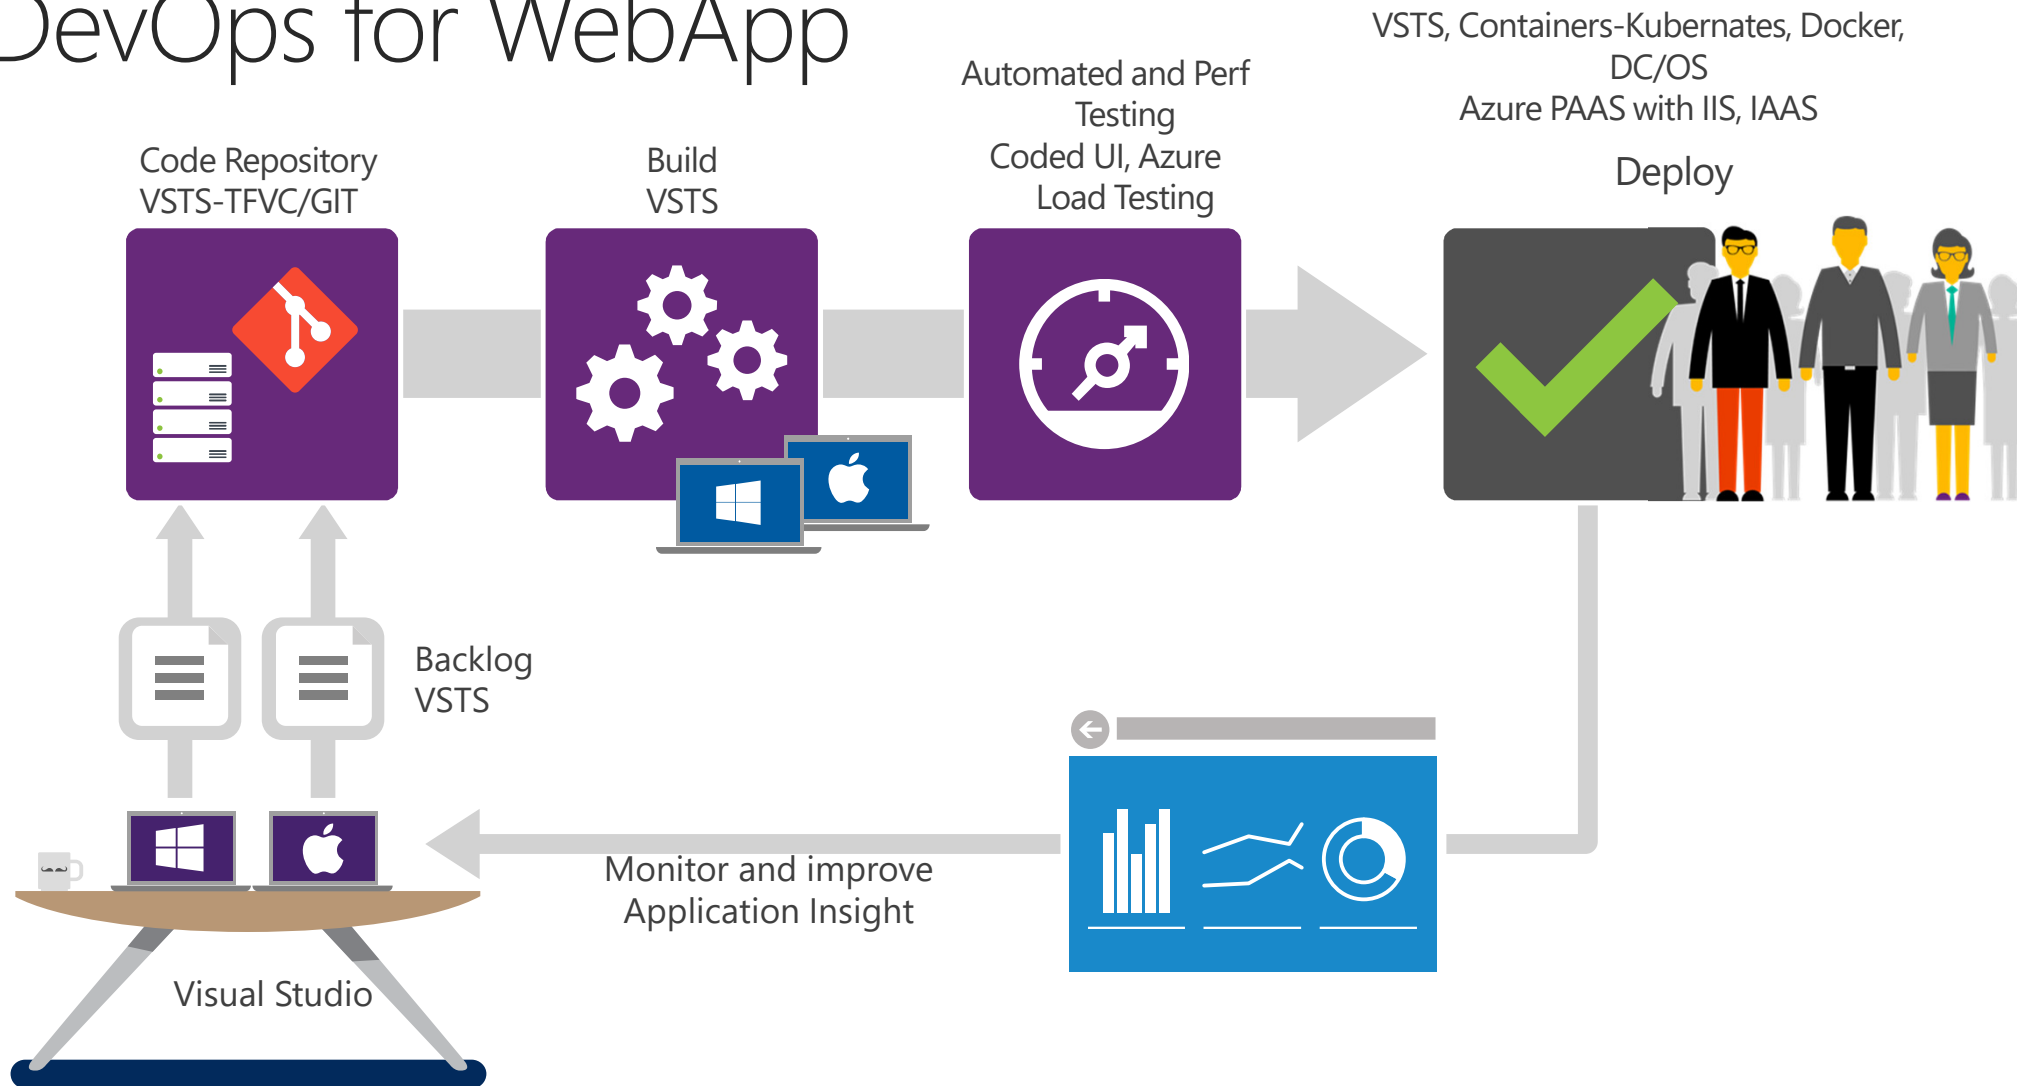 DevOps for WebApp
VSTS, Containers-Kubernates, Docker,
DC/OS
Azure PAAS with IIS, IAAS
Deploy
Automated and Perf
Testing
Coded UI, Azure
Load Testing
Code Repository
VSTS-TFVC/GIT
Build
VSTS
Backlog
VSTS
Monitor and improve
Application Insight
Visual Studio